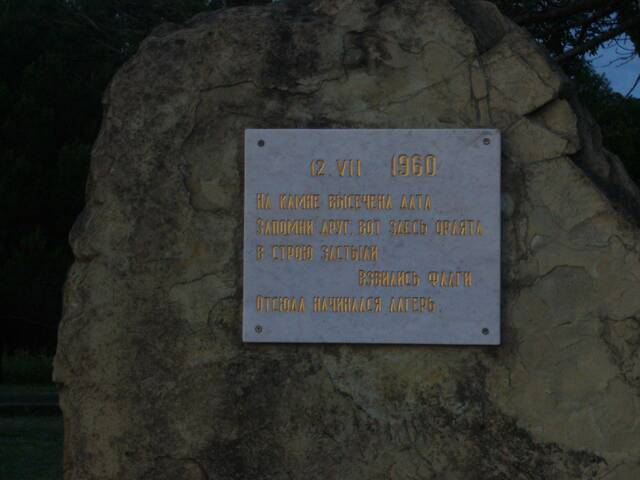 12. VII 1960
На камне высечена дата
Запомни друг, вот здесь орлята
В строю застыли
Взвились флаги
Отсюда начинался лагерь.